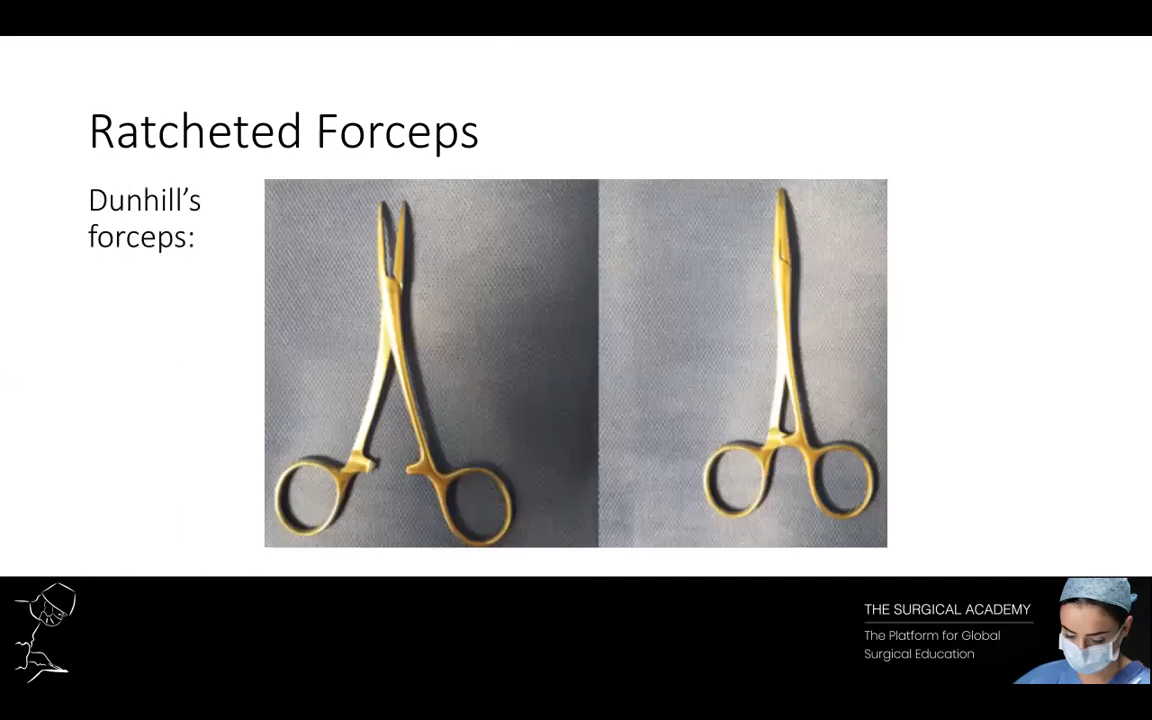 Ratcheted Forceps
Dunhill’s
forceps:
THE SURGICAL ACADEMY
The Platform for Global
Surgical Education